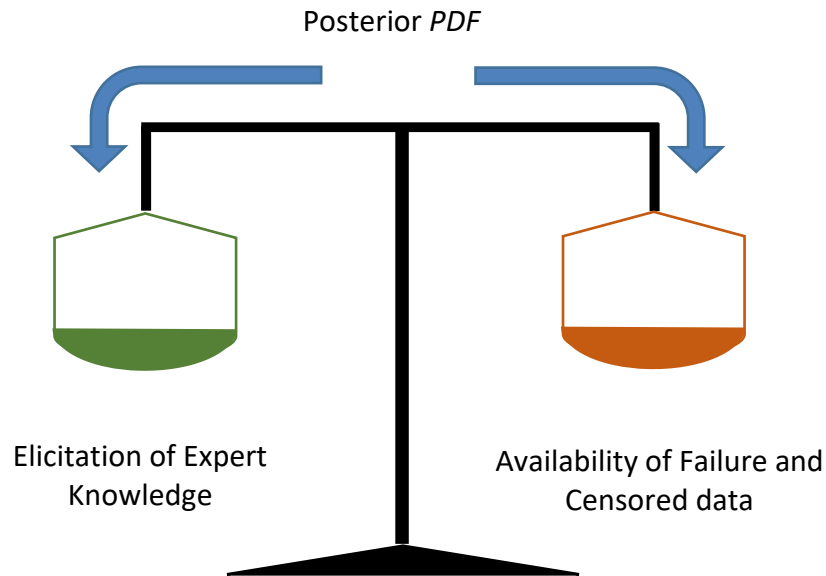 Posterior PDF
Elicitation of Expert
Knowledge
Availability of Failure and
Censored data